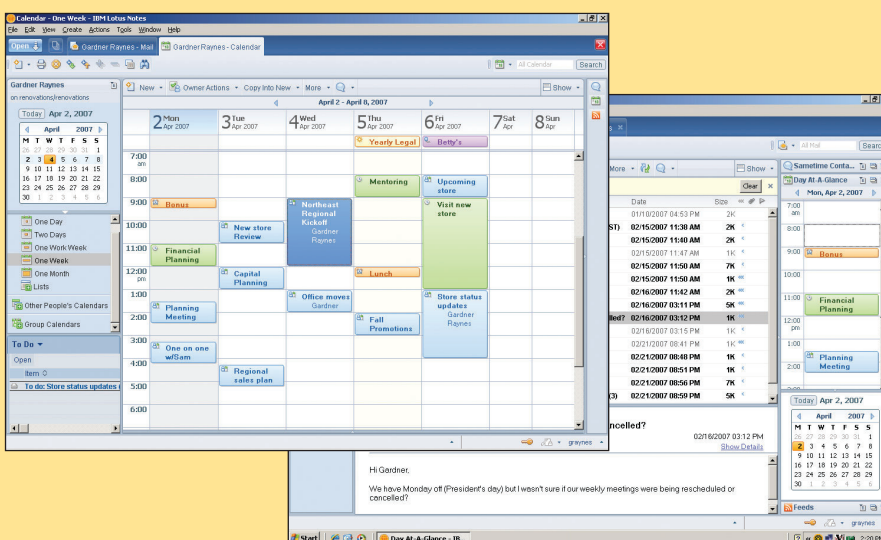 Calendar - One Week - IBM Lotus Notes
File Edit View Create Actions Tools Window Help
Open Gardner Raynes - Mail Gardner Raynes - Calendar
All Calendar Search
Gardner Raynes
on renovations/renovations
Today Apr 2, 2007
April 2007
M T W T F S S
26 27 28 29 30 31 1
2 3 4 5 6 7 8
9 10 11 12 13 14 15
16 17 18 19 20 21 22
23 24 25 26 27 28 29
30 1 2 3 4 5 6
One Day
Two Days
One Work Week
One Week
One Month
Lists
Other People's Calendars
Group Calendars
To Do
Open
Item
To do: Store status updates
New Owner Actions Copy Into New More Show
April 2 - April 8, 2007
2 Mon Apr 2007 3 Tue Apr 2007 4 Wed Apr 2007 5 Thu Apr 2007 6 Fri Apr 2007 7 Sat Apr 8 Sun Apr
Yearly Legal Betty's
7:00 am
8:00
Mentoring
Upcoming store
9:00
Bonus
Northeast Regional Kickoff
Gardner Raynes
Visit new store
10:00
New store Review
11:00
Financial Planning
12:00 pm
Capital Planning
Lunch
1:00
Office moves
Gardner
Store status updates
Gardner Raynes
2:00
Planning Meeting
Fall Promotions
3:00
One on one w/Sam
4:00
Regional sales plan
5:00
6:00
graynes
All Mail Searc
More Show
Clear
Date Size
01/10/2007 04:53 PM 2K
ST) 02/15/2007 11:38 AM 2K
02/15/2007 11:40 AM 2K
02/15/2007 11:47 AM 1K
02/15/2007 11:50 AM 7K
02/15/2007 11:50 AM 1K
02/16/2007 11:42 AM 2K
02/16/2007 03:11 PM 5K
lled? 02/16/2007 03:12 PM 1K
02/16/2007 03:15 PM 1K
02/21/2007 08:41 PM 1K
02/21/2007 08:48 PM 1K
02/21/2007 08:51 PM 1K
02/21/2007 08:56 PM 7K
(3) 02/21/2007 08:59 PM 5K
ncelled?
02/16/2007 03:12 PM
Show Details
Hi Gardner,
We have Monday off (President's day) but I wasn't sure if our weekly meetings were being rescheduled or
cancelled?
Sametime Conta...
Day At-A-Glance
Mon, Apr 2, 2007
7:00 am
8:00
9:00 Bonus
10:00
11:00 Financial Planning
12:00 pm
1:00
2:00 Planning Meeting
Today Apr 2, 2007
April 2007
M T W T F S S
26 27 28 29 30 31 1
2 3 4 5 6 7 8
9 10 11 12 13 14 15
16 17 18 19 20 21 22
23 24 25 26 27 28 29
30 1 2 3 4 5 6
Feeds
graynes
Start Day At-A-Glance - IB...
2:20 PM